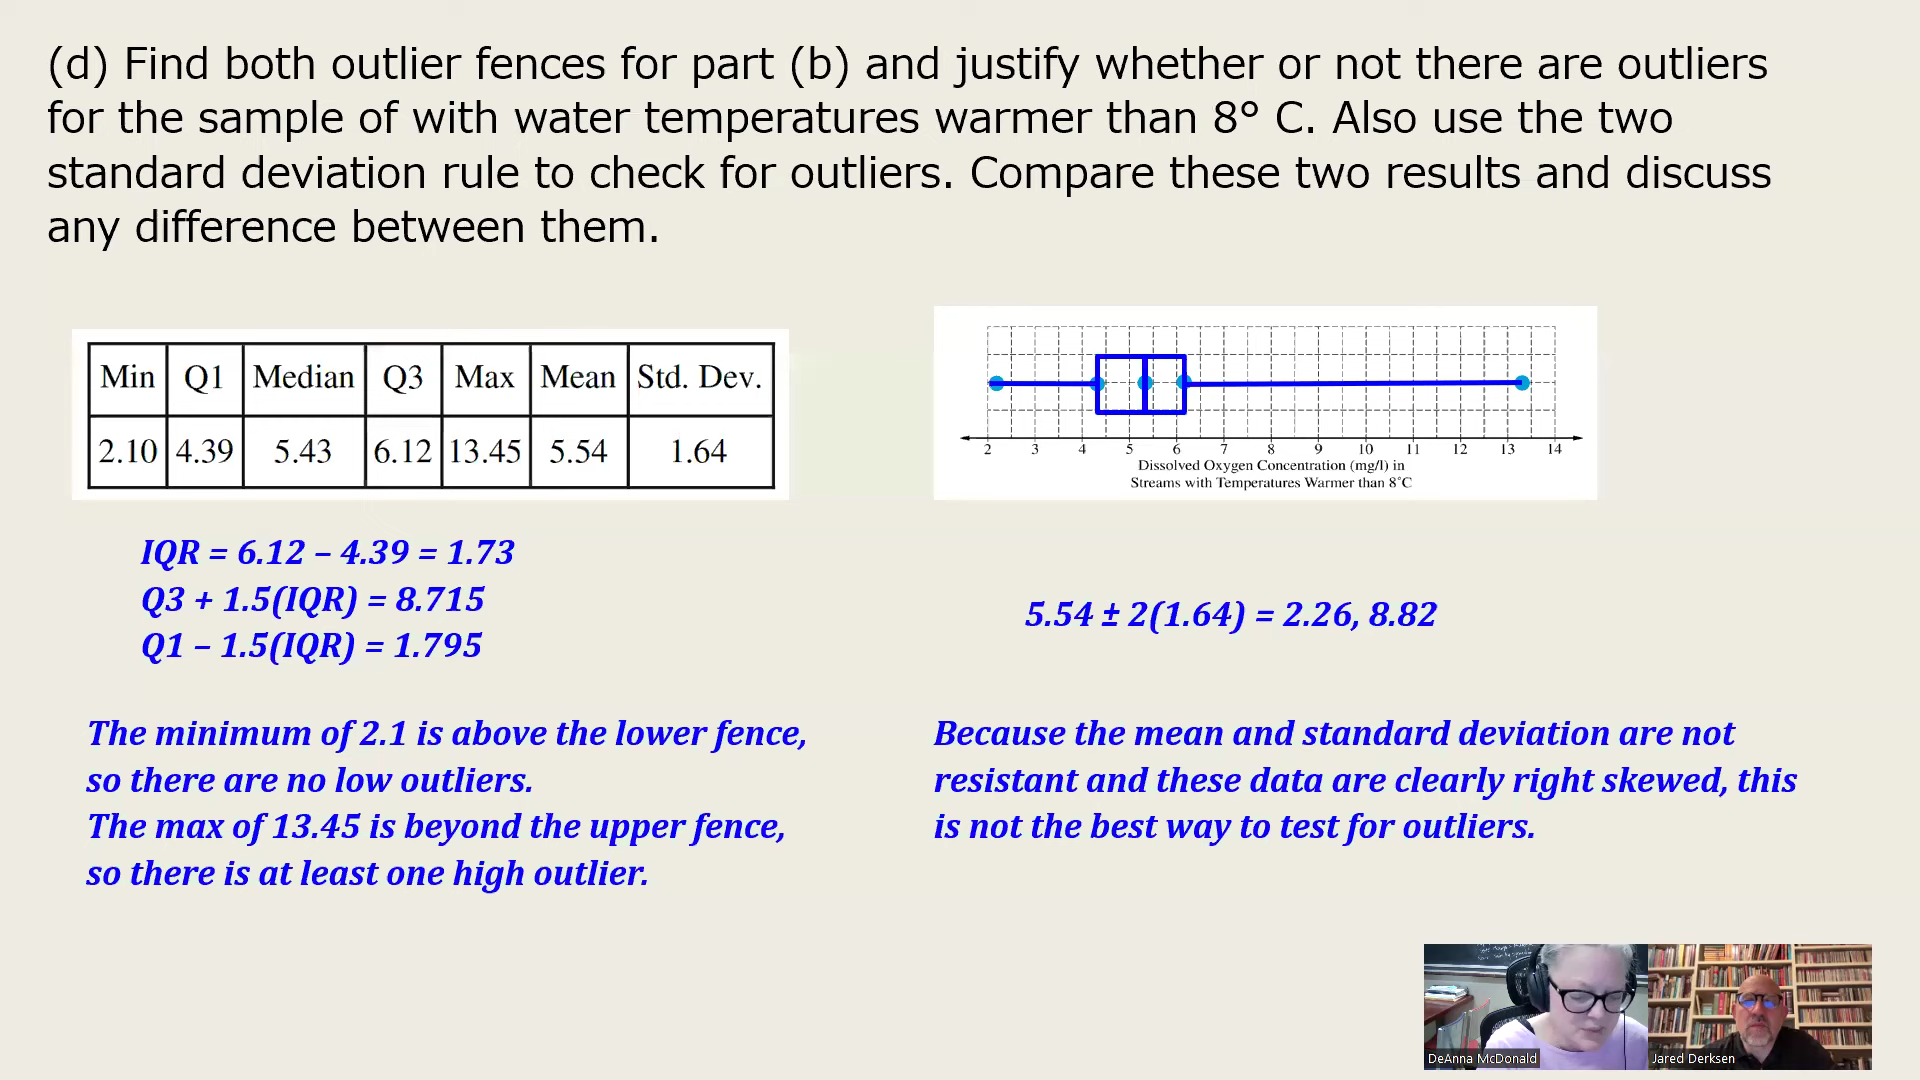 (d) Find both outlier fences for part (b) and justify whether or not there are outliers
for the sample of with water temperatures warmer than 8° C. Also use the two
standard deviation rule to check for outliers. Compare these two results and discuss
any difference between them.
Min Q1 Median Q3 Max Mean Std. Dev.
2.10 4.39 5.43 6.12 13.45 5.54 1.64
2 3 4 5 6 7 8 9 10 11 12 13 14
Dissolved Oxygen Concentration (mg/l) in
Streams with Temperatures Warmer than 8°C
IQR = 6.12 – 4.39 = 1.73
Q3 + 1.5(IQR) = 8.715
Q1 – 1.5(IQR) = 1.795
5.54 ± 2(1.64) = 2.26, 8.82
The minimum of 2.1 is above the lower fence,
so there are no low outliers.
The max of 13.45 is beyond the upper fence,
so there is at least one high outlier.
Because the mean and standard deviation are not
resistant and these data are clearly right skewed, this
is not the best way to test for outliers.
DeAnna McDonald
Jared Derksen